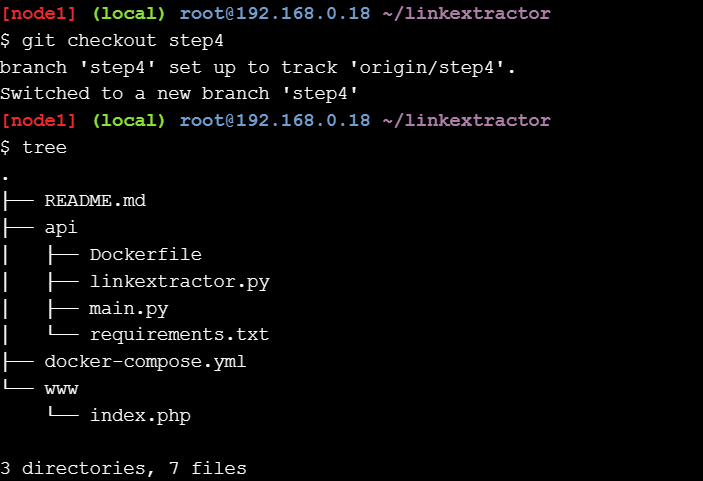 [node1] (local) root@192.168.0.18 ~/linkextractor
$ git checkout step4
branch 'step4' set up to track 'origin/step4'.
Switched to a new branch 'step4'
[node1] (local) root@192.168.0.18 ~/linkextractor
$ tree
.
├── README.md
├── api
│   ├── Dockerfile
│   ├── linkextractor.py
│   ├── main.py
│   └── requirements.txt
├── docker-compose.yml
└── www
    └── index.php

3 directories, 7 files